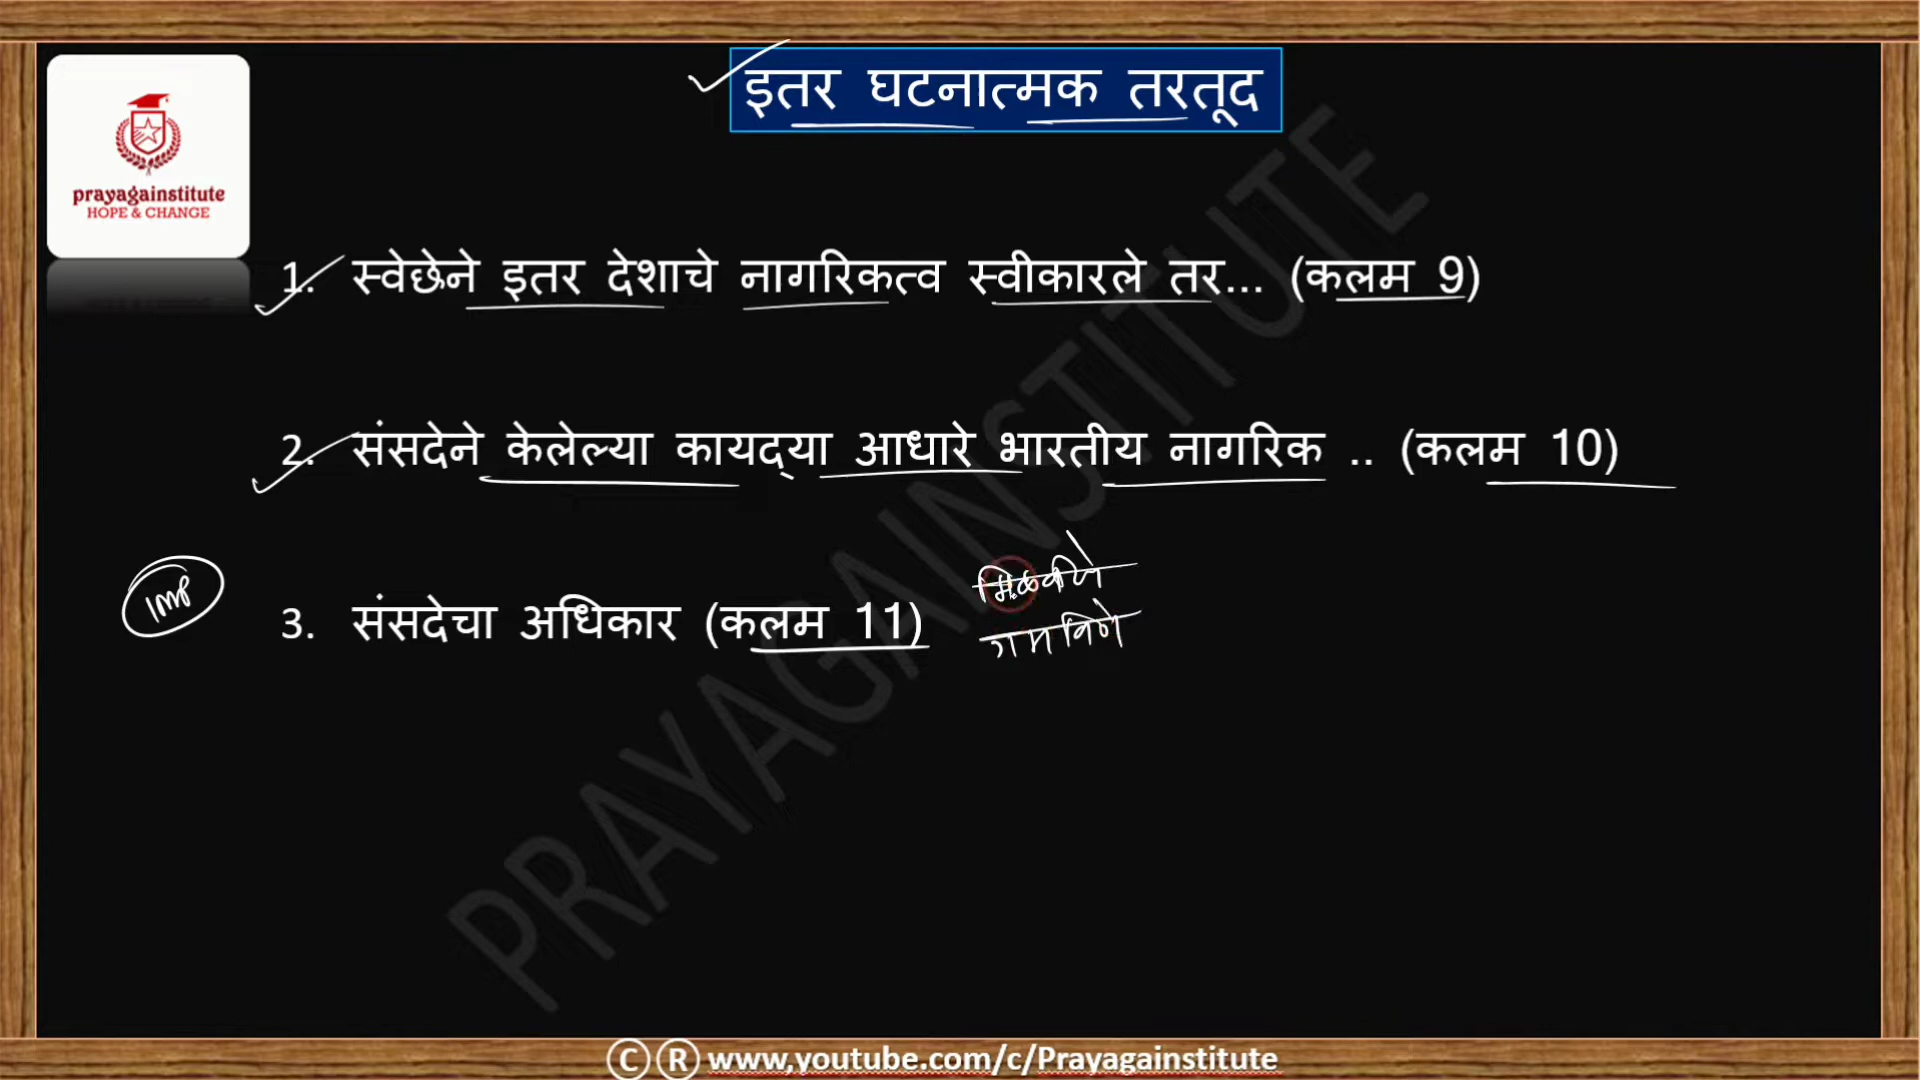 इतर घटनात्मक तरतूद
prayagainstitute
HOPE & CHANGE
1. स्वेछेने इतर देशाचे नागरिकत्व स्वीकारले तर... (कलम 9)
2. संसदेने केलेल्या कायद्या आधारे भारतीय नागरिक .. (कलम 10)
Imp
मिळविणे
3. संसदेचा अधिकार (कलम 11)
गमविणे
PRAYAGAINSTITUTE
C R www.youtube.com/c/Prayagainstitute